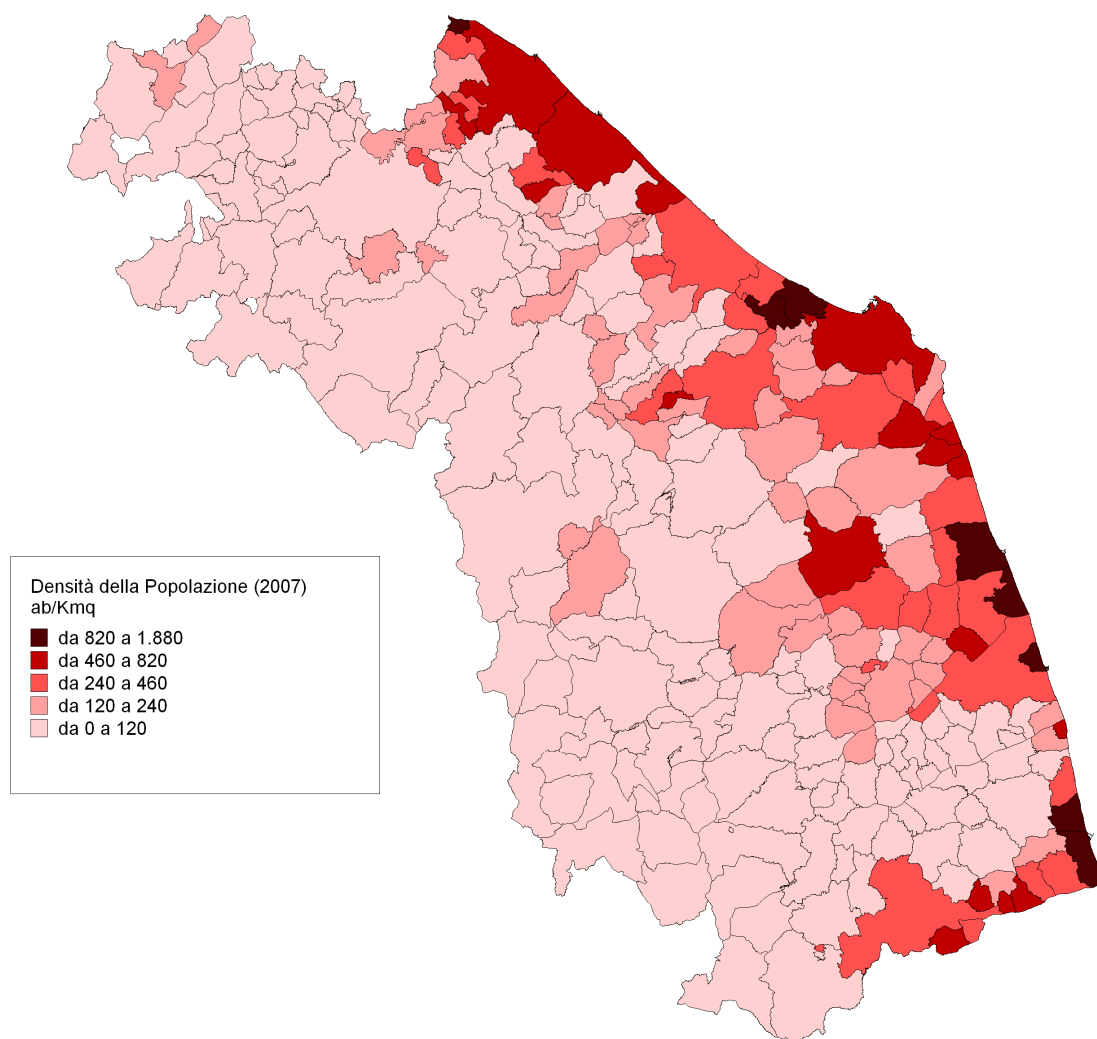 Densità della Popolazione (2007)
ab/Kmq
da 820 a 1.880
da 460 a 820
da 240 a 460
da 120 a 240
da 0 a 120